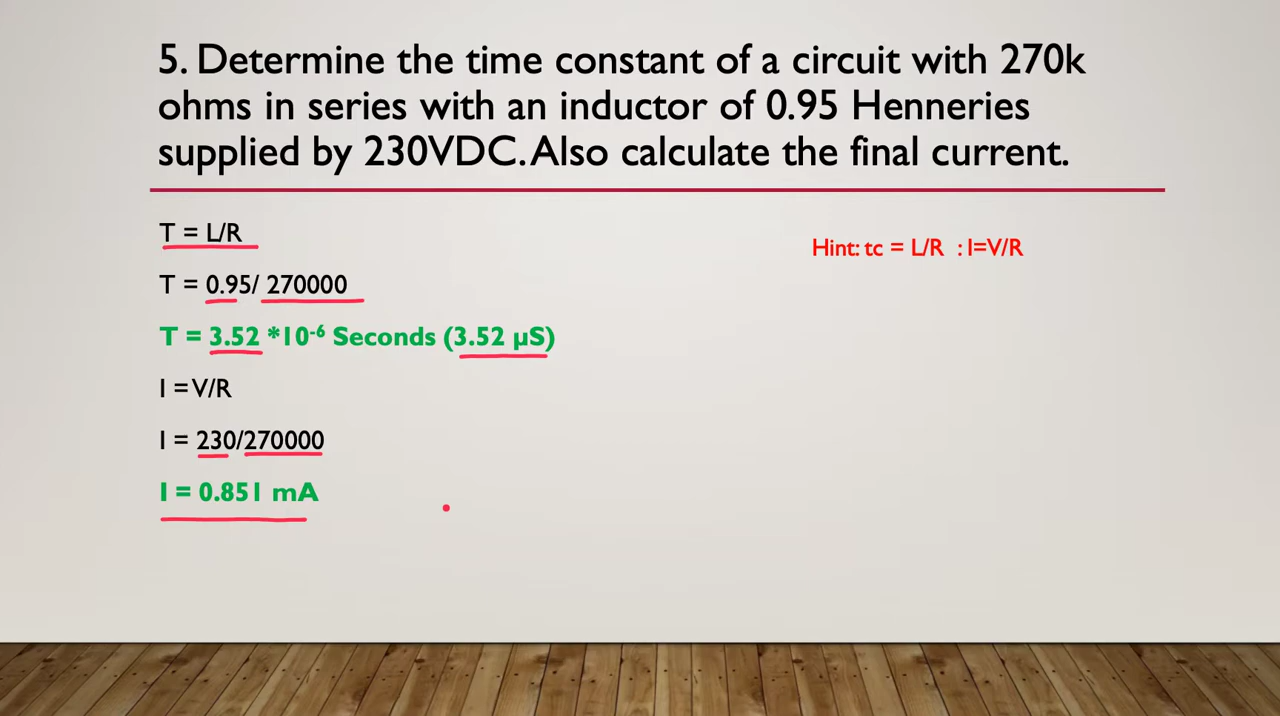 5. Determine the time constant of a circuit with 270k
ohms in series with an inductor of 0.95 Henneries
supplied by 230VDC. Also calculate the final current.
T = L/R
Hint: tc = L/R : I=V/R
T = 0.95/ 270000
T = 3.52 *10⁻⁶ Seconds (3.52 µS)
I = V/R
I = 230/270000
I = 0.851 mA